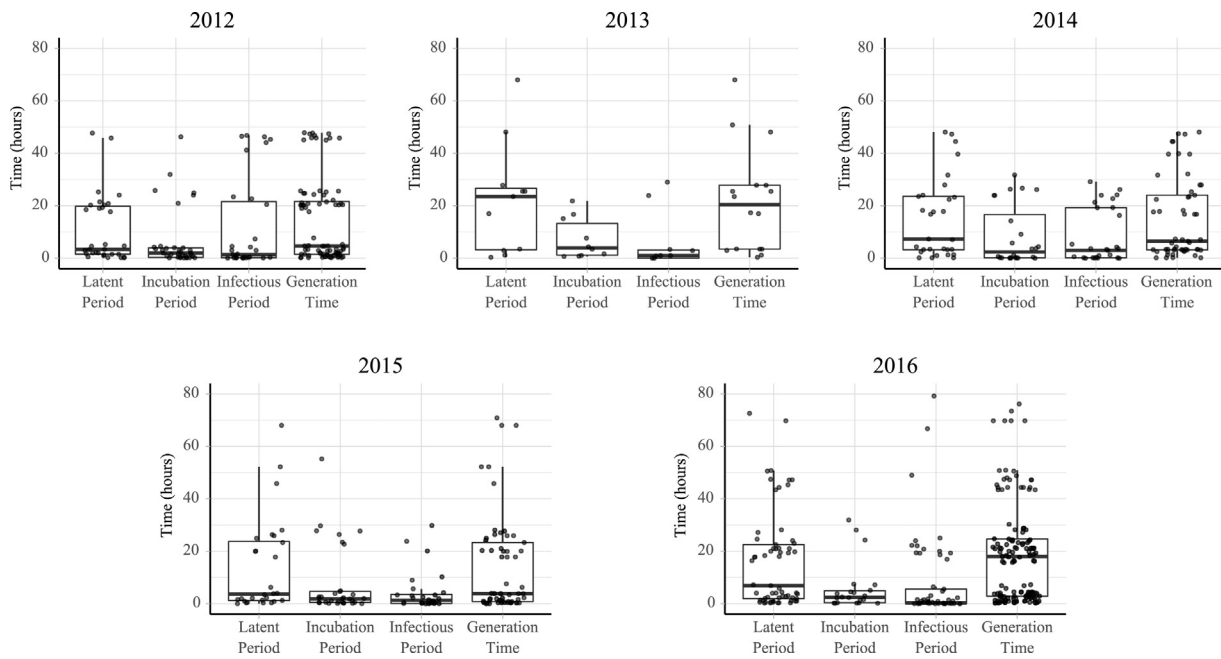 2012
2013
2014
Time (hours)
80
60
40
20
0
Latent
Period
Incubation
Period
Infectious
Period
Generation
Time
Time (hours)
80
60
40
20
0
Latent
Period
Incubation
Period
Infectious
Period
Generation
Time
Time (hours)
80
60
40
20
0
Latent
Period
Incubation
Period
Infectious
Period
Generation
Time
2015
2016
Time (hours)
80
60
40
20
0
Latent
Period
Incubation
Period
Infectious
Period
Generation
Time
Time (hours)
80
60
40
20
0
Latent
Period
Incubation
Period
Infectious
Period
Generation
Time